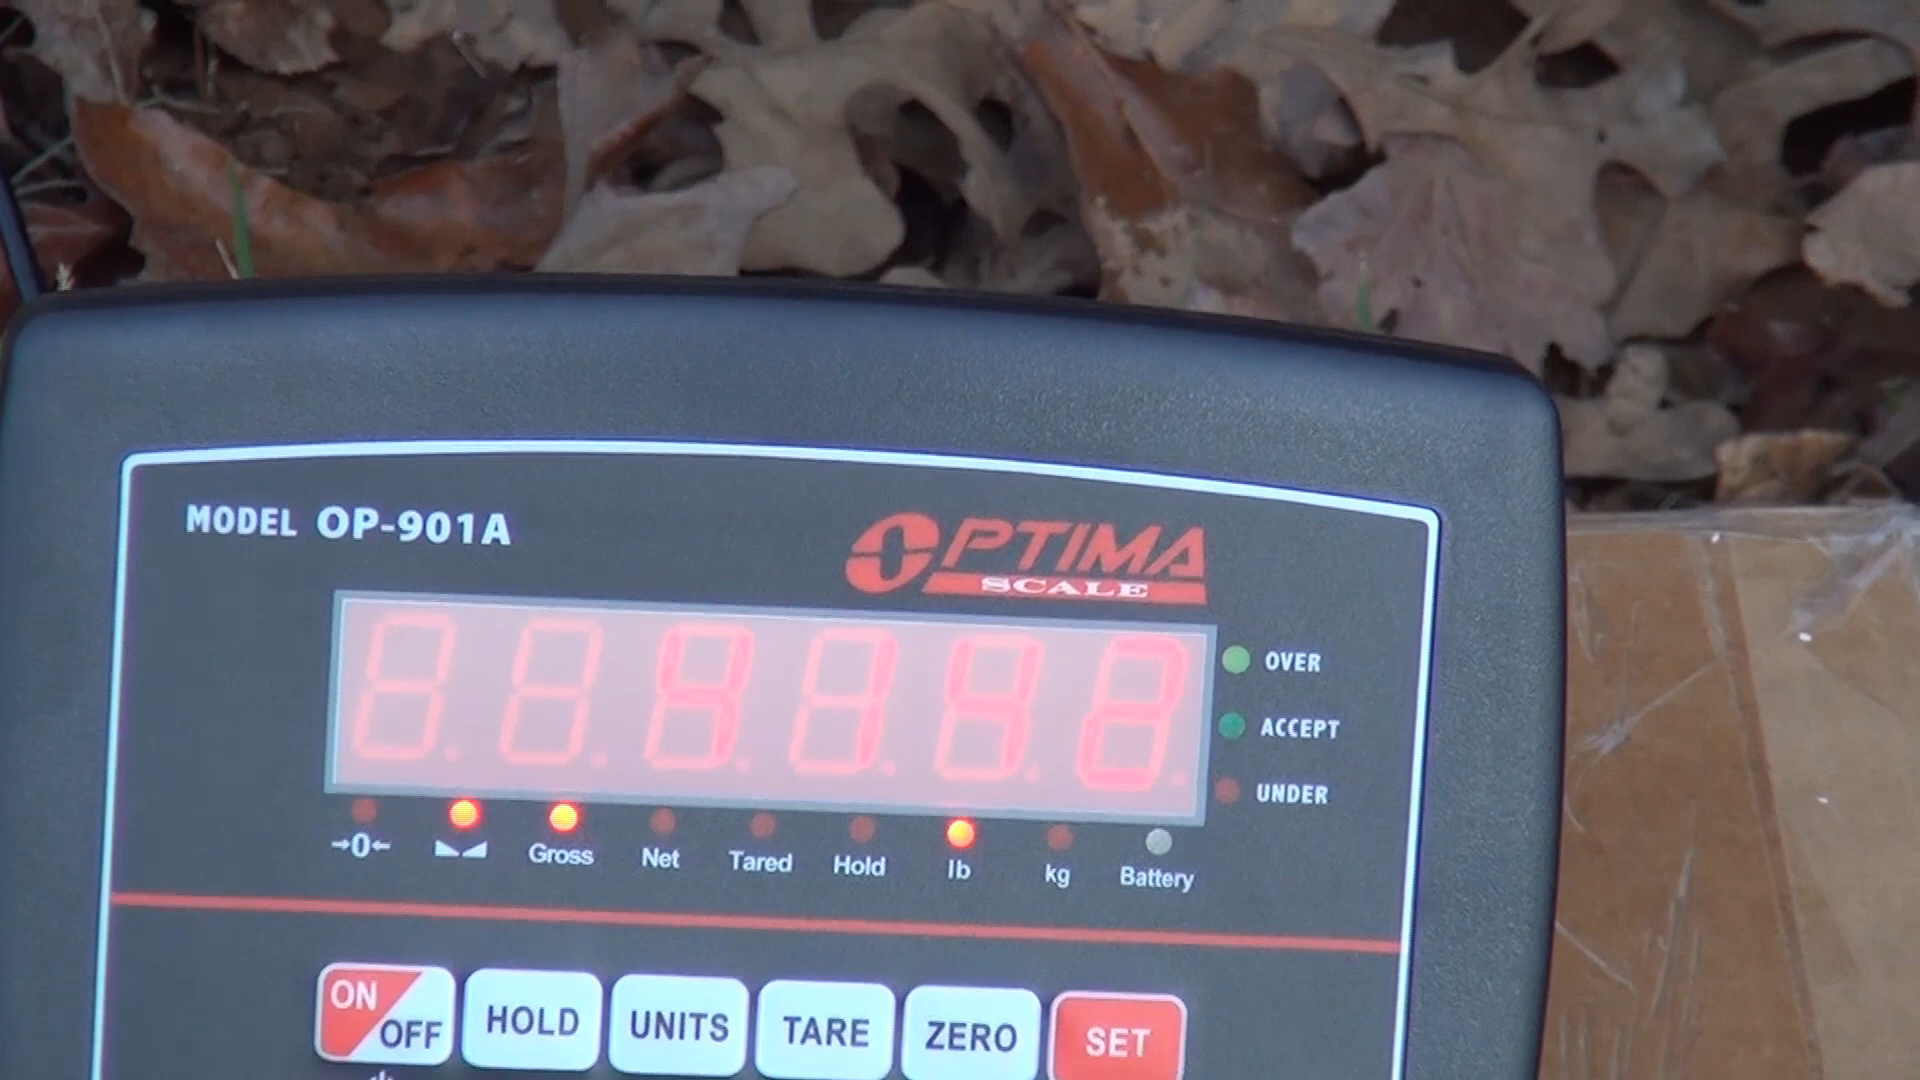 MODEL OP-901A
OPTIMA
SCALE
4142
OVER
ACCEPT
UNDER
→0← Gross Net Tared Hold lb kg Battery
ON OFF HOLD UNITS TARE ZERO SET